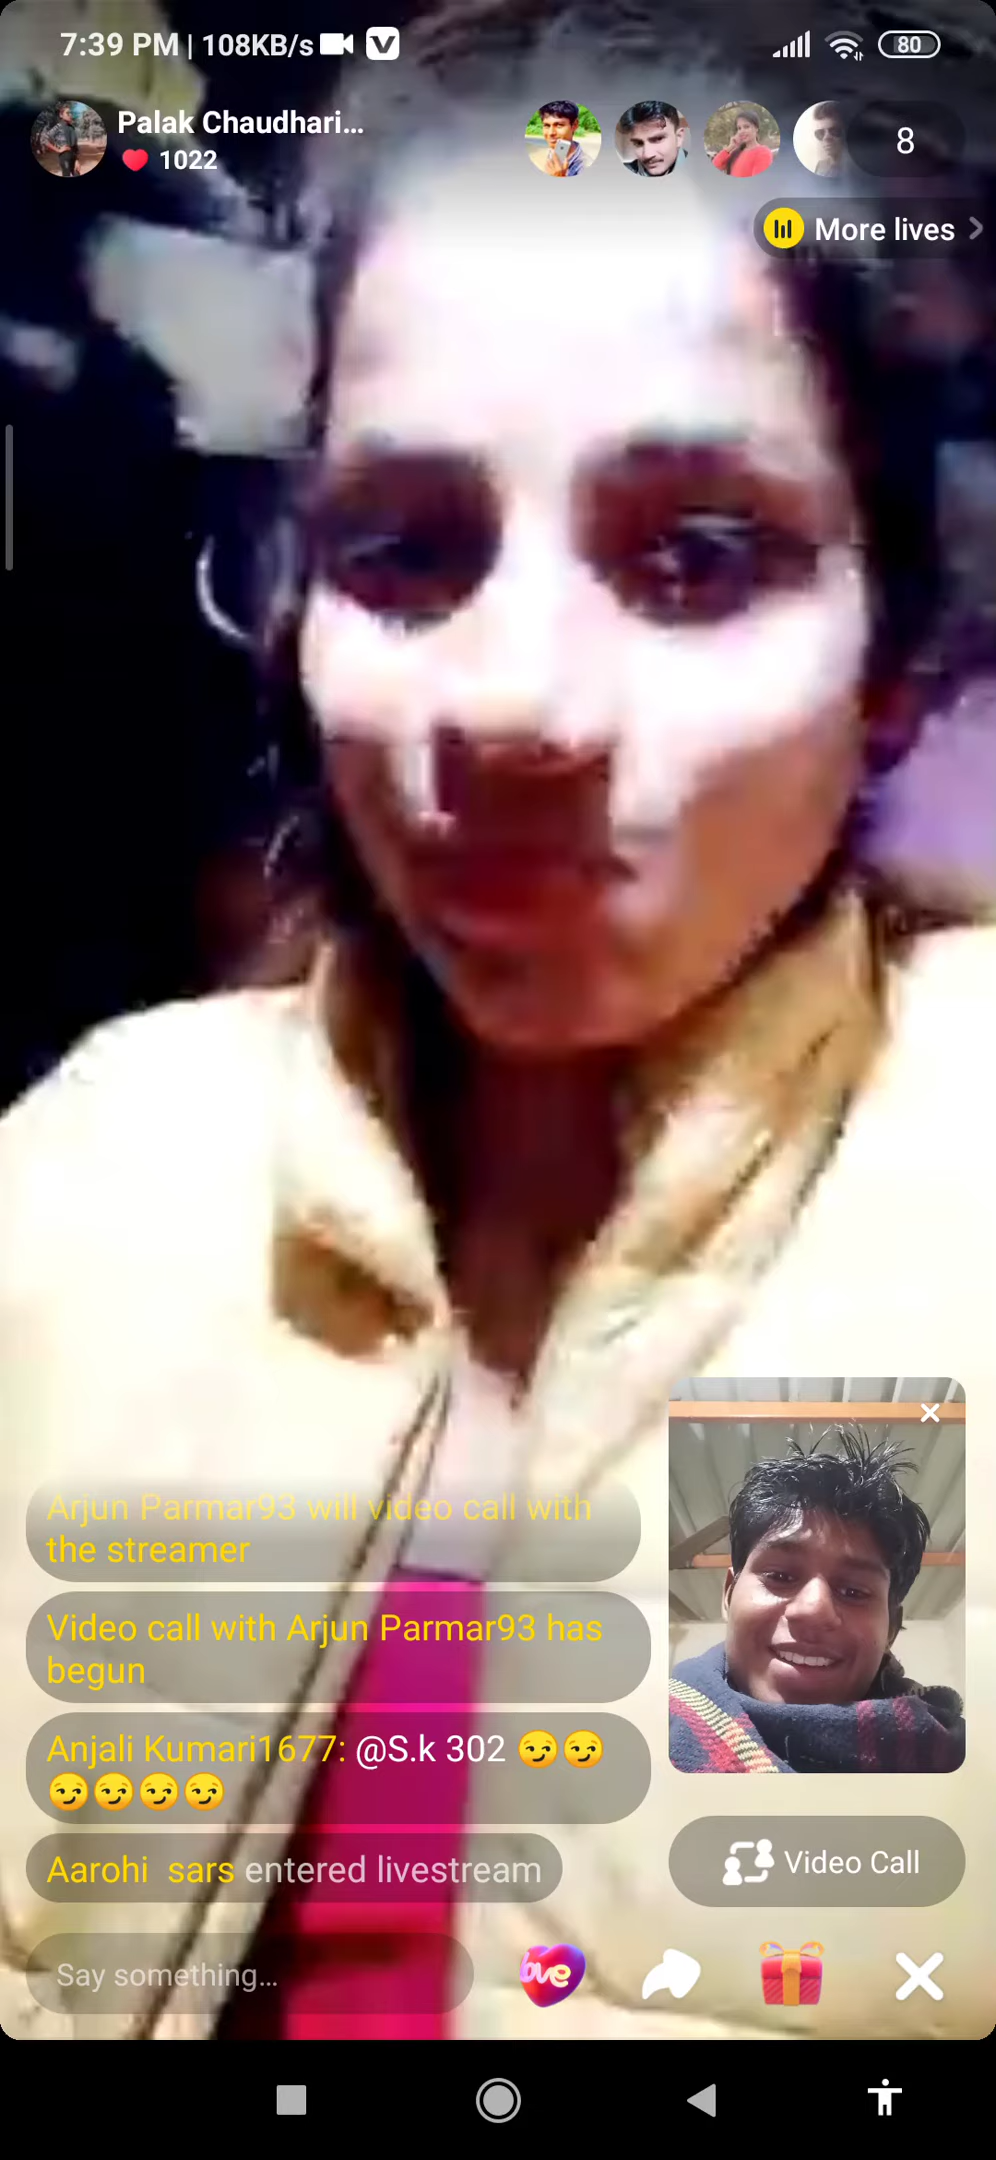 7:39 PM | 108KB/s
80
Palak Chaudhari...
1022
8
More lives
Arjun Parmar93 will video call with
the streamer
Video call with Arjun Parmar93 has
begun
Anjali Kumari1677: @S.k 302 😏😏
😏😏😏😏
Aarohi  sars entered livestream
Video Call
Say something...
love